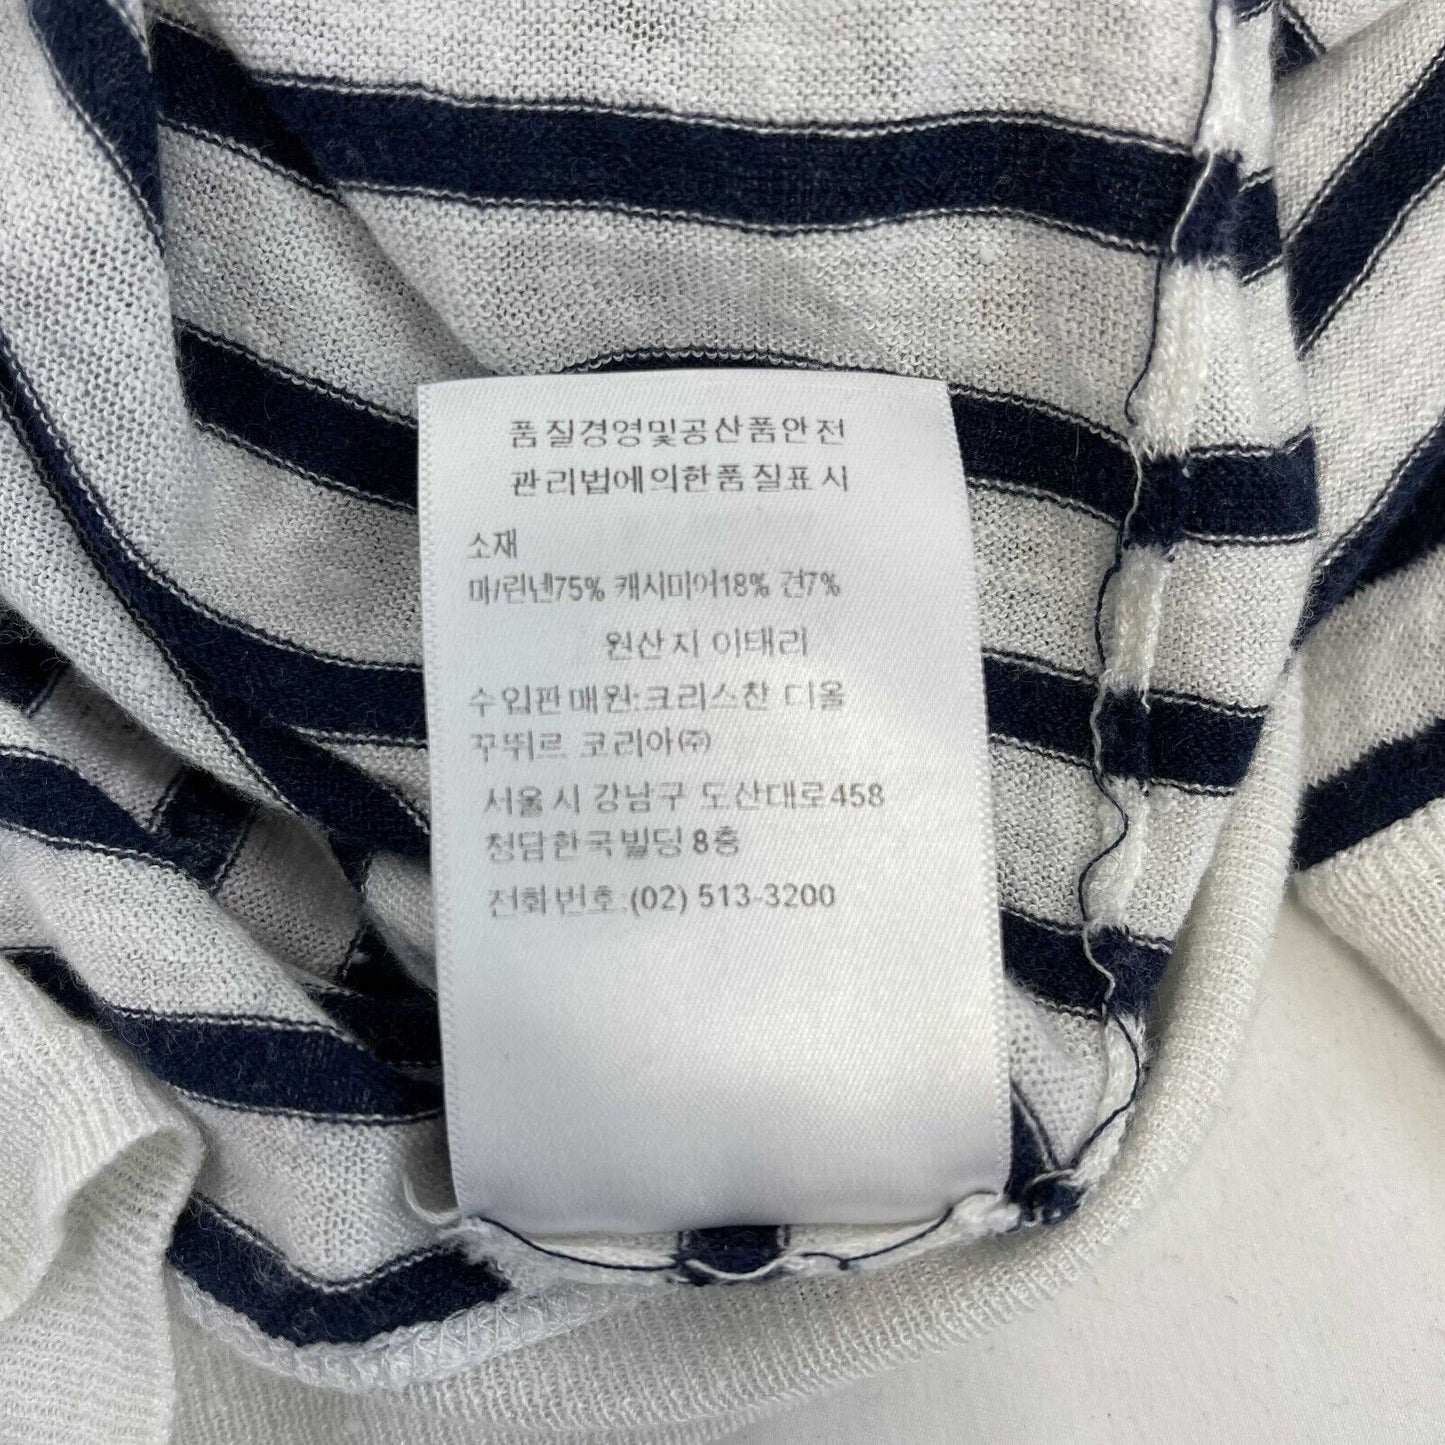 품질경영및공산품안전
관리법에의한품질표시
소재
마/린넨75% 캐시미어18% 견7%
원산지 이태리
수입판매원:크리스찬 디올
꾸뛰르 코리아㈜
서울시 강남구 도산대로458
청담한국빌딩 8층
전화번호:(02) 513-3200